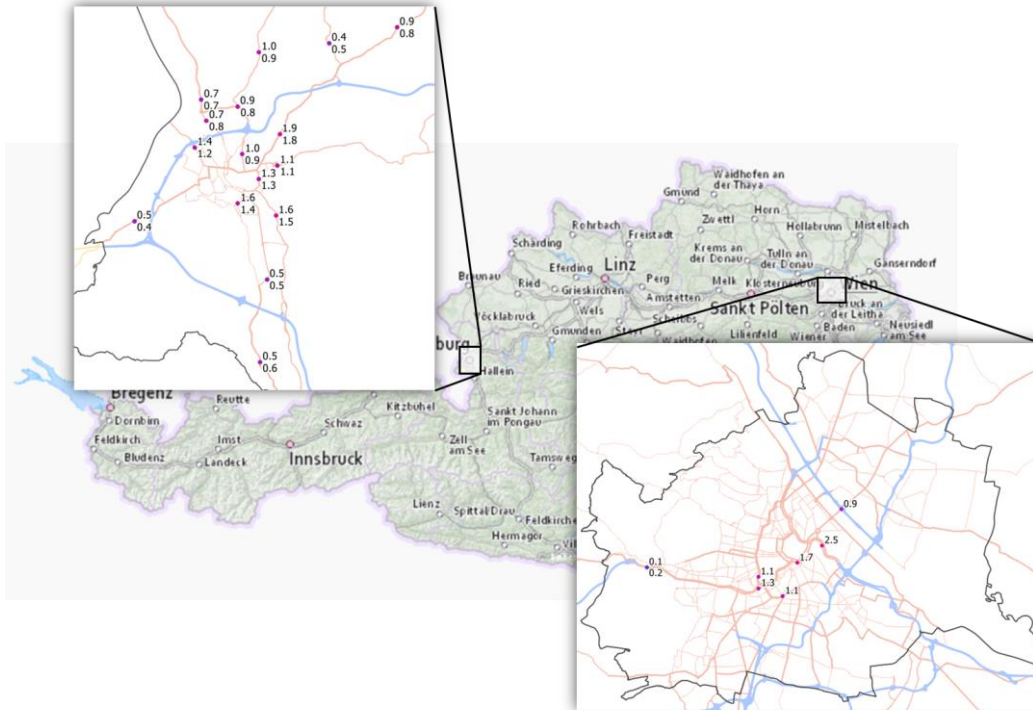 0.9
0.8
0.4
0.5
1.0
0.9
0.7
0.7
0.9
0.8
0.7
0.8
1.9
1.8
1.4
1.2
1.0
0.9
1.1
1.1
1.3
1.3
1.6
1.4
1.6
1.5
0.5
0.4
0.5
0.5
0.5
0.6
Waidhofen an
der Thaya
Gmünd
Zwettl
Horn
Hollabrunn
Mistelbach
Rohrbach
Freistadt
Schärding
Krems an
der Donau
Tulln an
der Donau
Gänserndorf
Linz
Eferding
Perg
Melk
Klosterneuburg
Wien
Braunau
Ried
Grieskirchen
Amstetten
Sankt Pölten
Bruck an
der Leitha
Wels
Vöcklabruck
Steyr
Scheibbs
Lilienfeld
Baden
Neusiedl
am See
Gmunden
Waidhofen
Wiener
burg
Hallein
Bregenz
Reutte
Dornbirn
Kitzbühel
Sankt Johann
im Pongau
Feldkirch
Bludenz
Imst
Landeck
Schwaz
Innsbruck
Zell
am See
Tamsweg
Lienz
Spittal/Drau
Feldkirche
Hermagor
Vil
0.9
2.5
1.7
0.1
0.2
1.1
1.3
1.1